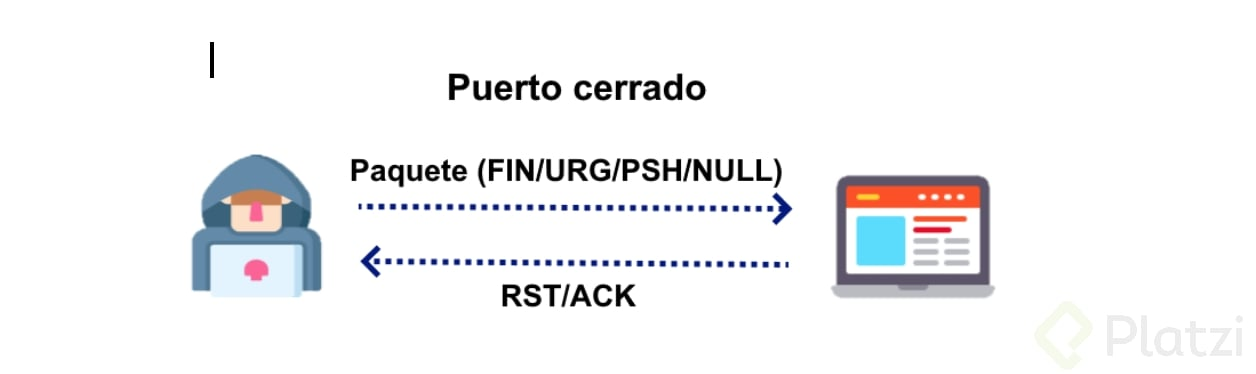 Puerto cerrado
Paquete (FIN/URG/PSH/NULL)
RST/ACK
Platzi